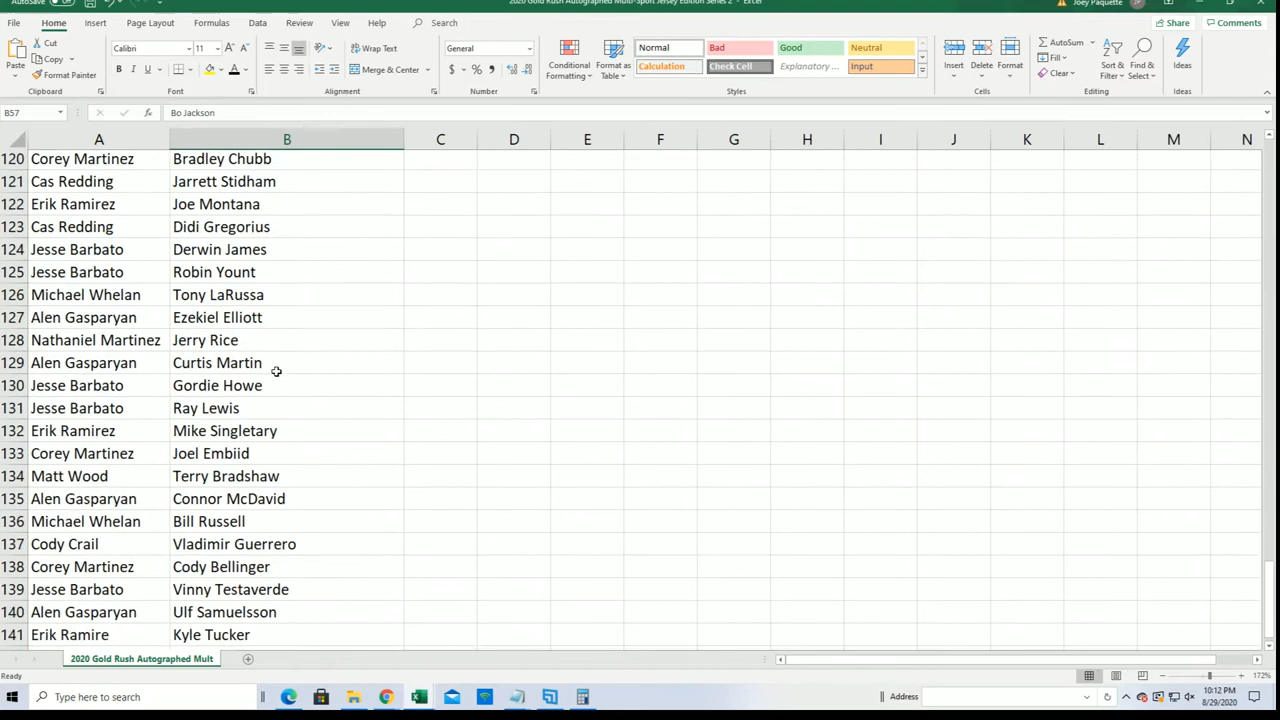 AutoSave
2020 Gold Rush Autographed Multi-Sport Jersey Edition Series 2 - Excel
Joey Paquette JP
File Home Insert Page Layout Formulas Data Review View Help Search Share Comments
Paste Cut Copy Format Painter Clipboard
Calibri 11 B I U A Font
Wrap Text Merge & Center Alignment
General $ % Number
Conditional Formatting Format as Table
Normal Bad Good Neutral
Calculation Check Cell Explanatory ... Input
Styles
Insert Delete Format Cells
AutoSum Fill Clear Sort & Filter Find & Select Editing
Ideas Ideas
B57 fx Bo Jackson
A B C D E F G H I J K L M N
120 Corey Martinez Bradley Chubb
121 Cas Redding Jarrett Stidham
122 Erik Ramirez Joe Montana
123 Cas Redding Didi Gregorius
124 Jesse Barbato Derwin James
125 Jesse Barbato Robin Yount
126 Michael Whelan Tony LaRussa
127 Alen Gasparyan Ezekiel Elliott
128 Nathaniel Martinez Jerry Rice
129 Alen Gasparyan Curtis Martin
130 Jesse Barbato Gordie Howe
131 Jesse Barbato Ray Lewis
132 Erik Ramirez Mike Singletary
133 Corey Martinez Joel Embiid
134 Matt Wood Terry Bradshaw
135 Alen Gasparyan Connor McDavid
136 Michael Whelan Bill Russell
137 Cody Crail Vladimir Guerrero
138 Corey Martinez Cody Bellinger
139 Jesse Barbato Vinny Testaverde
140 Alen Gasparyan Ulf Samuelsson
141 Erik Ramire Kyle Tucker
2020 Gold Rush Autographed Mult
Ready 172%
Type here to search Address 10:12 PM
8/29/2020